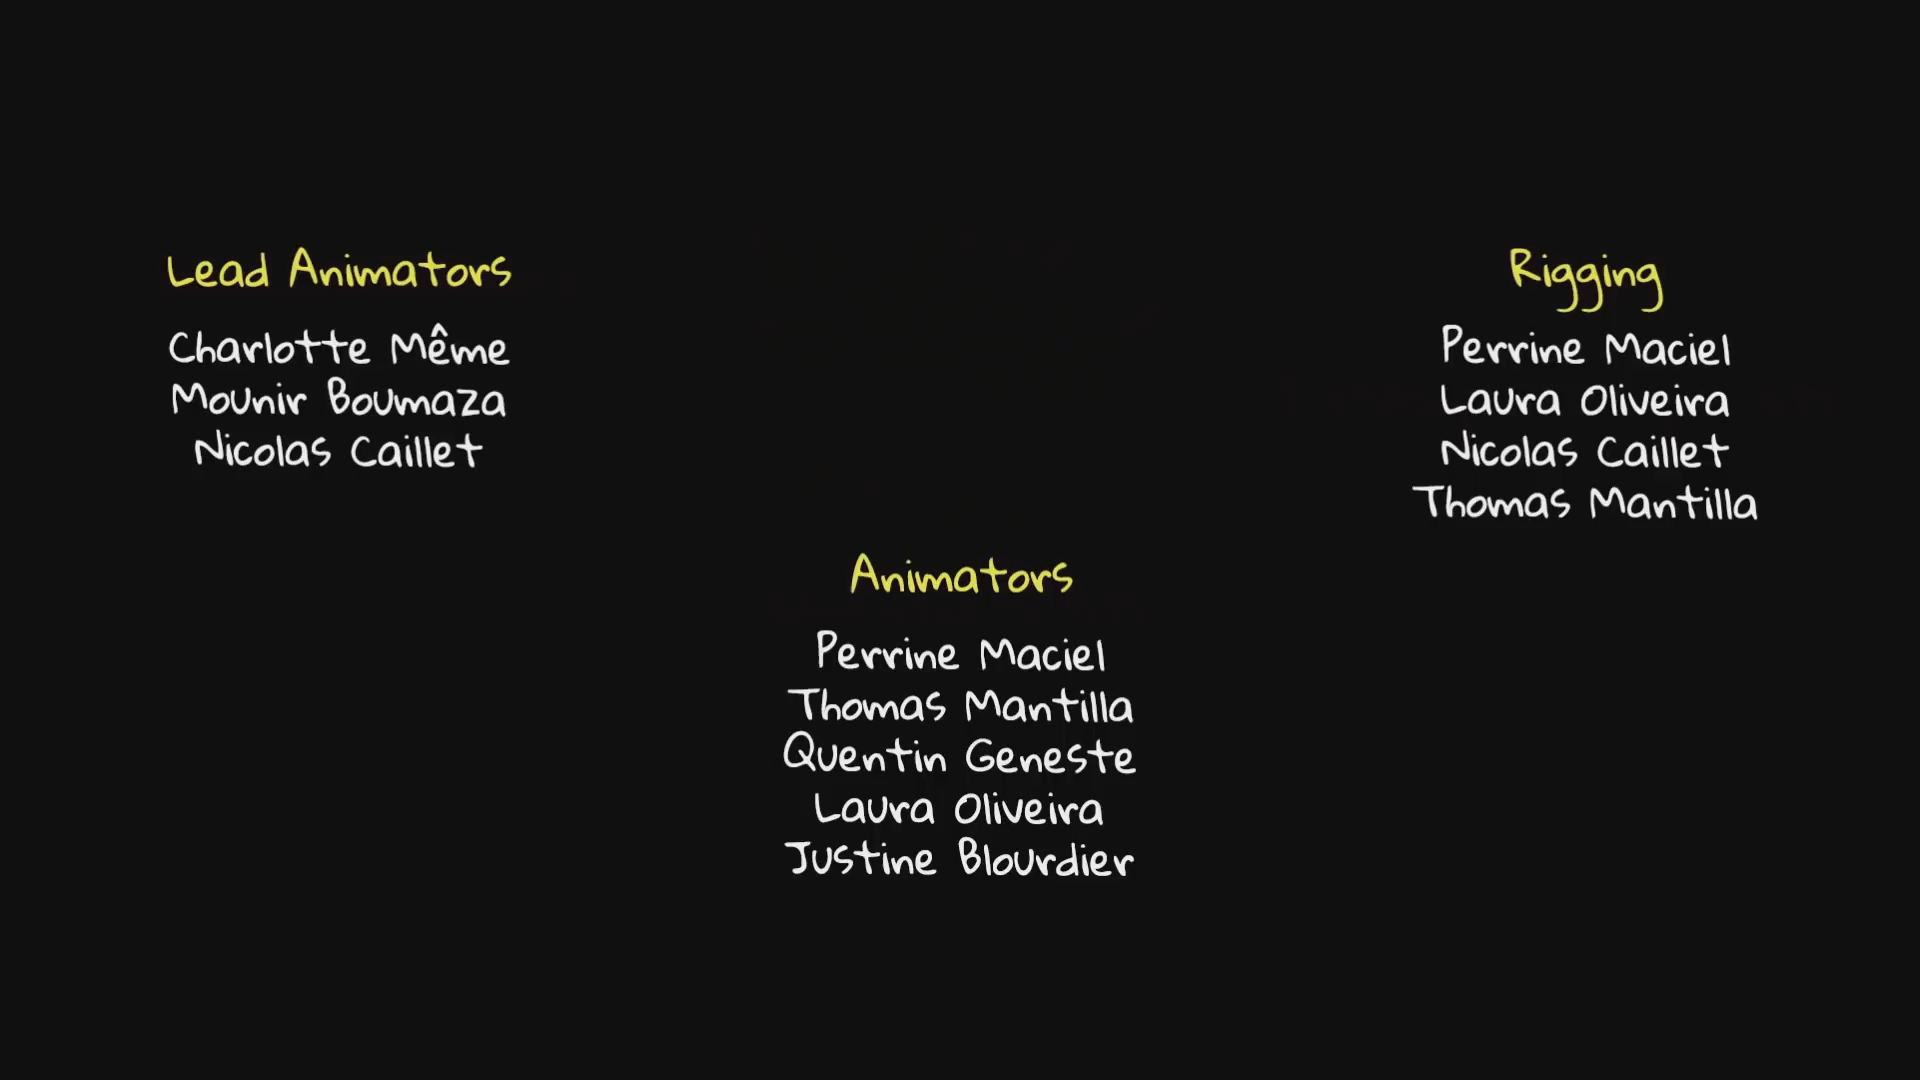 Lead Animators
Charlotte Même
Mounir Boumaza
Nicolas Caillet
Rigging
Perrine Maciel
Laura Oliveira
Nicolas Caillet
Thomas Mantilla
Animators
Perrine Maciel
Thomas Mantilla
Quentin Geneste
Laura Oliveira
Justine Blourdier